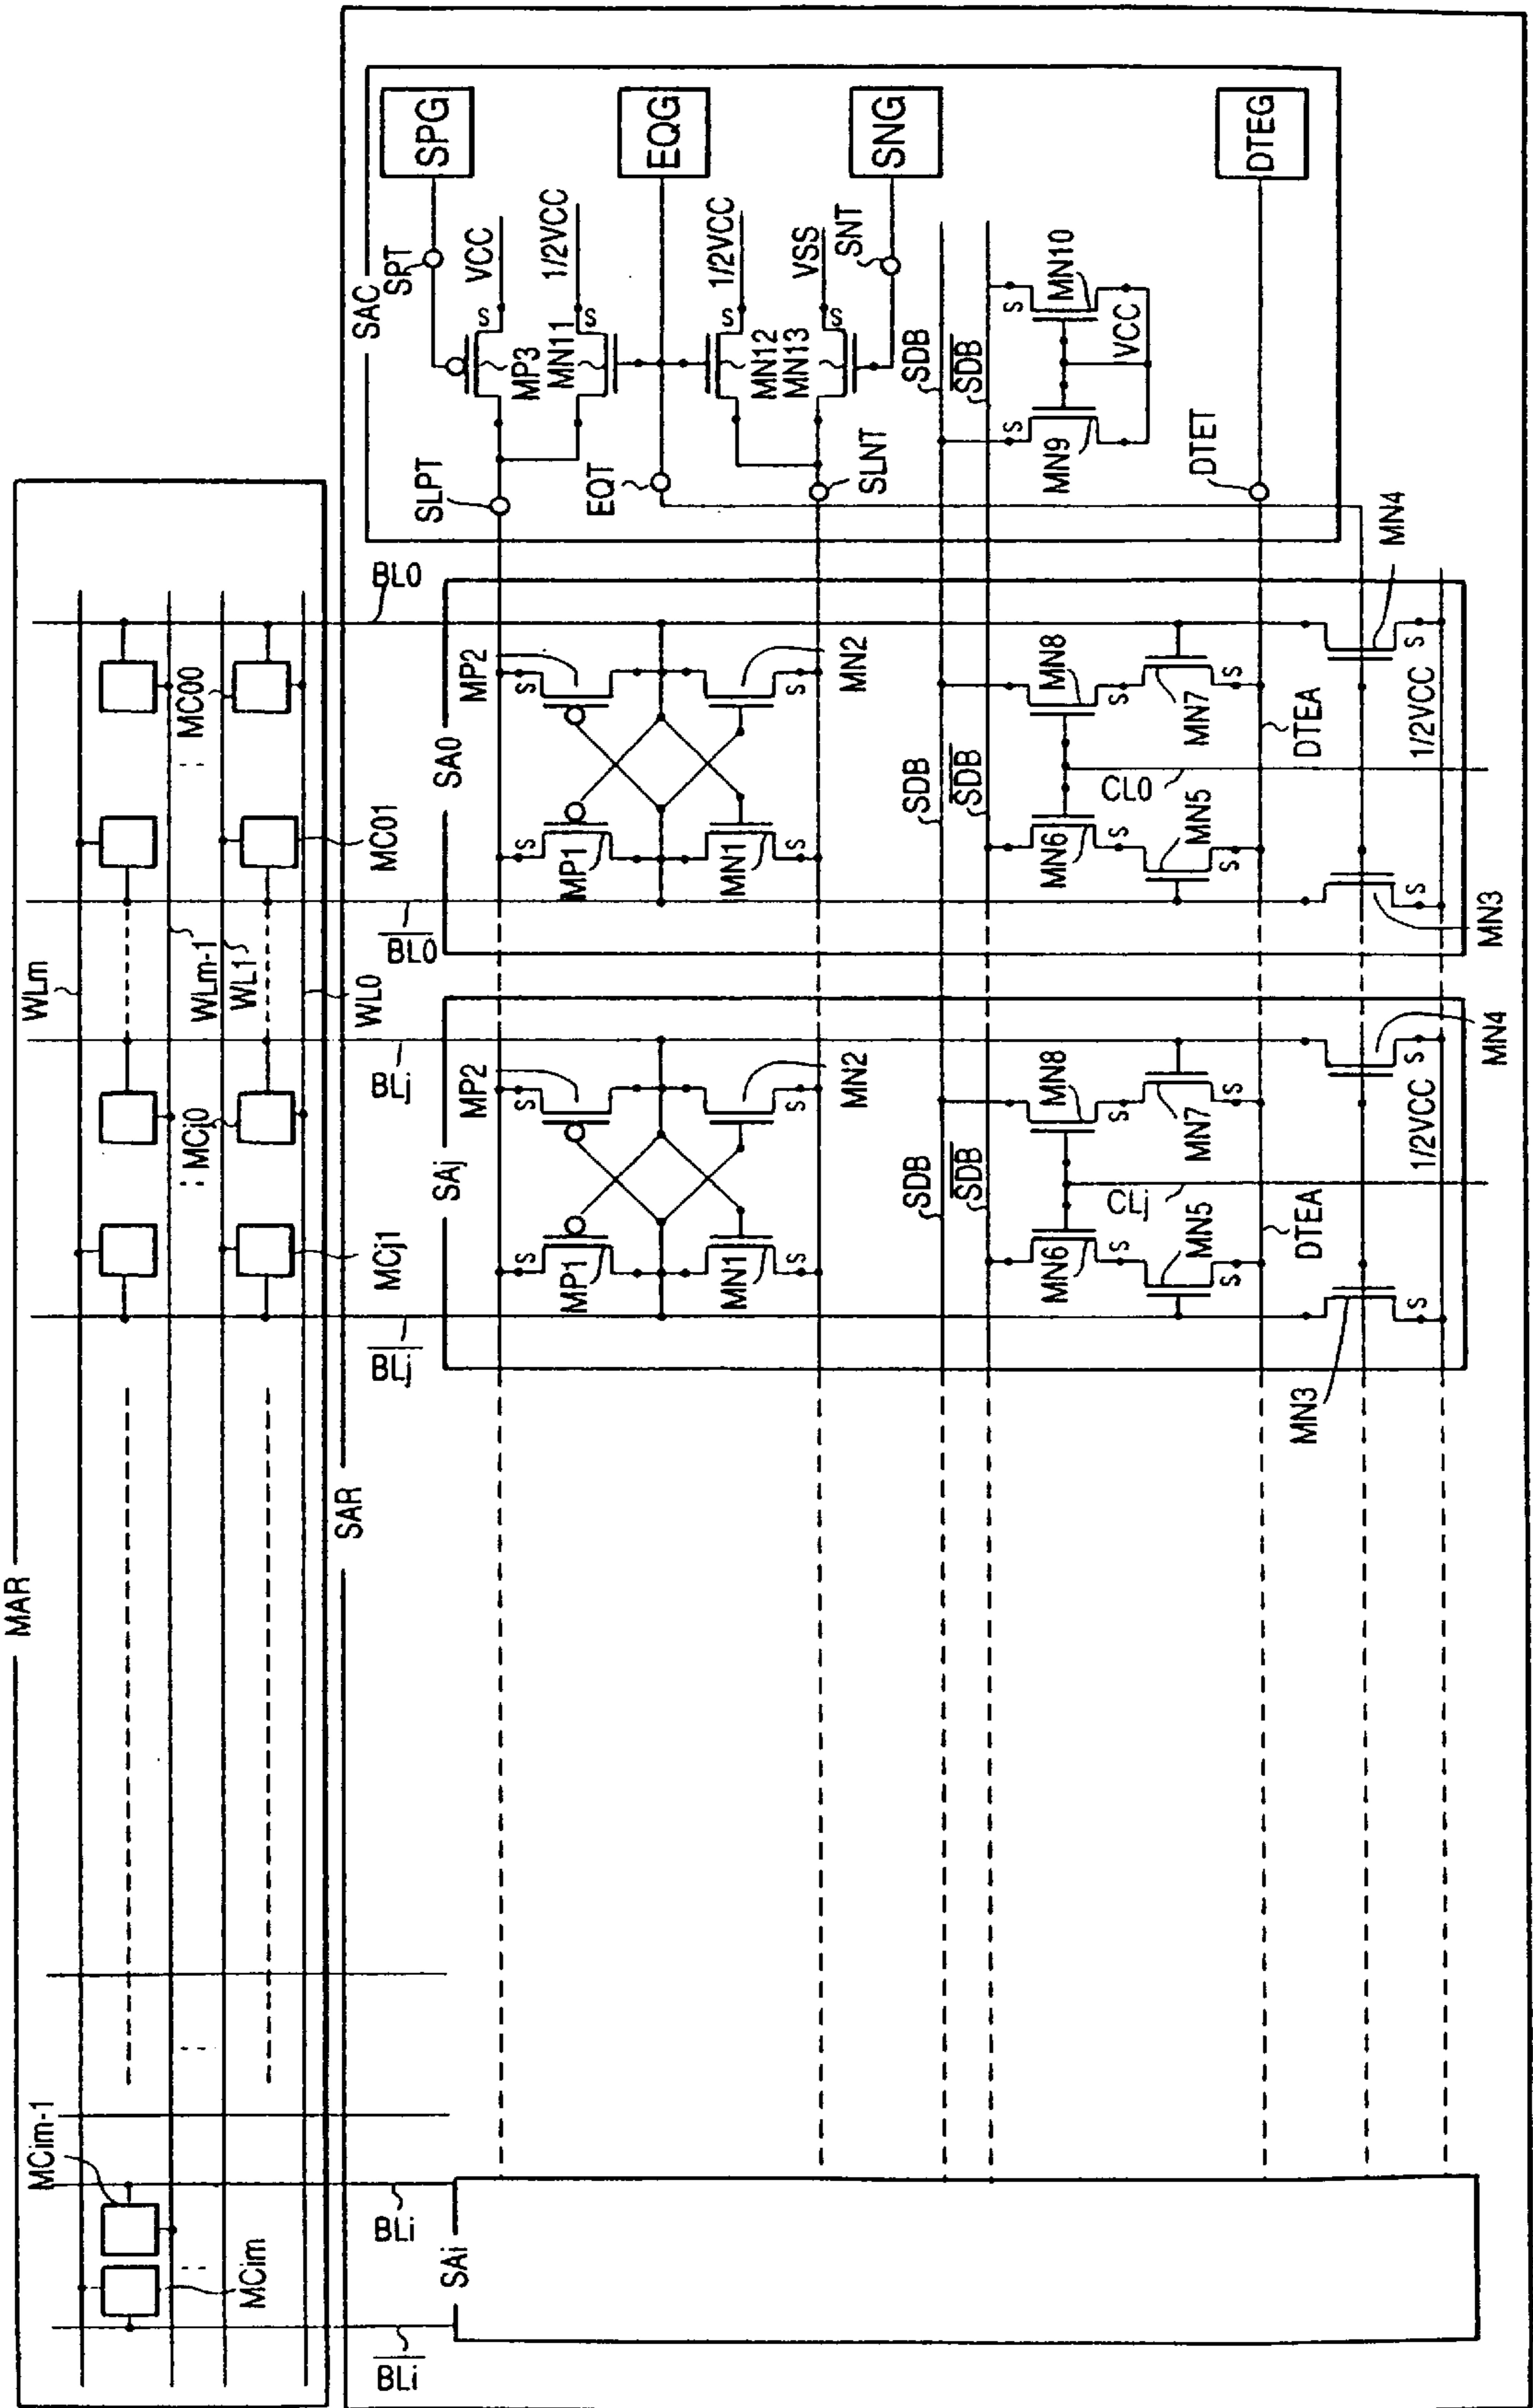 MAR
WLm
WLm-1
WL1
WL0
MC00
MC01
MCj0
MCj1
MCim-1
MCim
SAR
SAC
SPG
EQG
SNG
DTEG
SPT
VCC
S
MP3
1/2VCC
S
MN11
1/2VCC
S
MN12
MN13
VSS
S
SNT
SLPT
EQT
SLNT
SDB
SDB
S
MN9
S
MN10
VCC
DTET
BL0
BL0
SA0
MP2
S
MP1
S
MN1
S
MN2
S
SDB
SDB
MN8
S
MN6
S
MN7
S
MN5
S
CL0
DTEA
1/2VCC
MN4
S
MN3
S
BLj
BLj
SAj
MP2
S
MP1
S
MN1
S
MN2
S
SDB
SDB
MN8
S
MN6
S
MN7
S
MN5
S
CLj
DTEA
1/2VCC
MN4
S
MN3
S
BLi
BLi
SAi